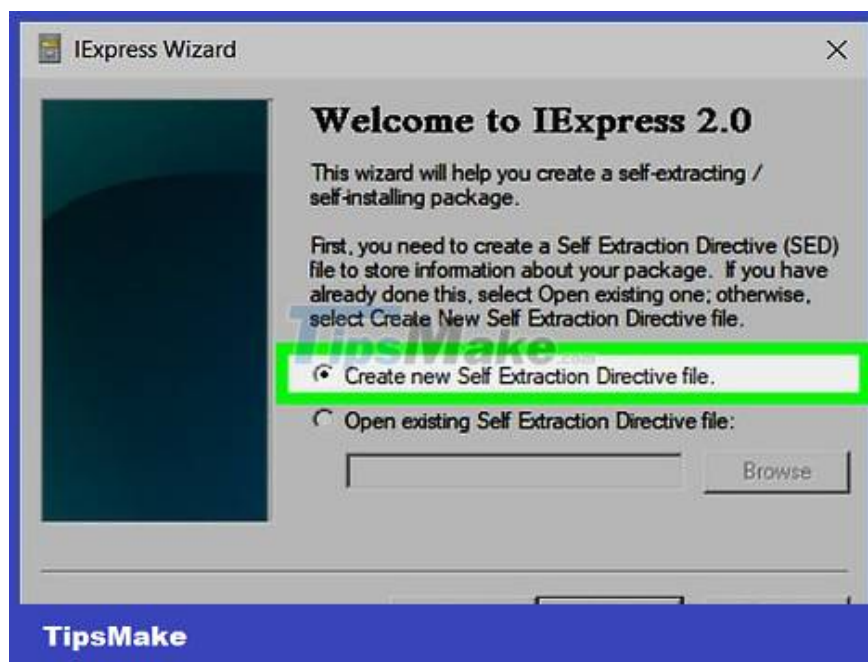 IExpress Wizard
Welcome to IExpress 2.0
This wizard will help you create a self-extracting /
self-installing package.
First, you need to create a Self Extraction Directive (SED)
file to store information about your package. If you have
already done this, select Open existing one; otherwise,
select Create New Self Extraction Directive file.
TipsMake.com
Create new Self Extraction Directive file.
Open existing Self Extraction Directive file:
Browse
TipsMake